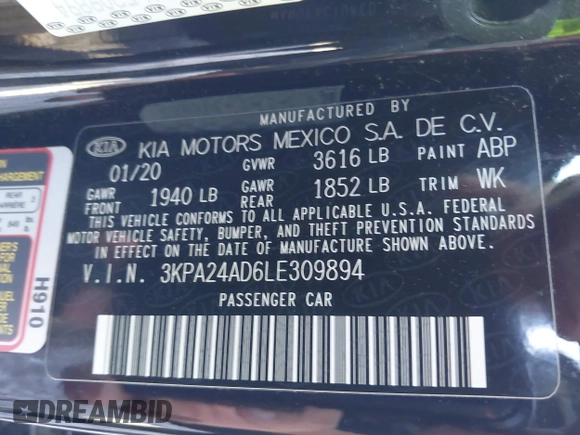 MANUFACTURED BY
KIA KIA MOTORS MEXICO S.A. DE C.V.
01/20 GVWR 3616 LB PAINT ABP
GAWR FRONT 1940 LB GAWR REAR 1852 LB TRIM WK
THIS VEHICLE CONFORMS TO ALL APPLICABLE U.S.A. FEDERAL
MOTOR VEHICLE SAFETY, BUMPER, AND THEFT PREVENTION STANDARDS
IN EFFECT ON THE DATE OF MANUFACTURE SHOWN ABOVE.
V.I.N. 3KPA24AD6LE309894
PASSENGER CAR
H910
REAR
DREAMBID